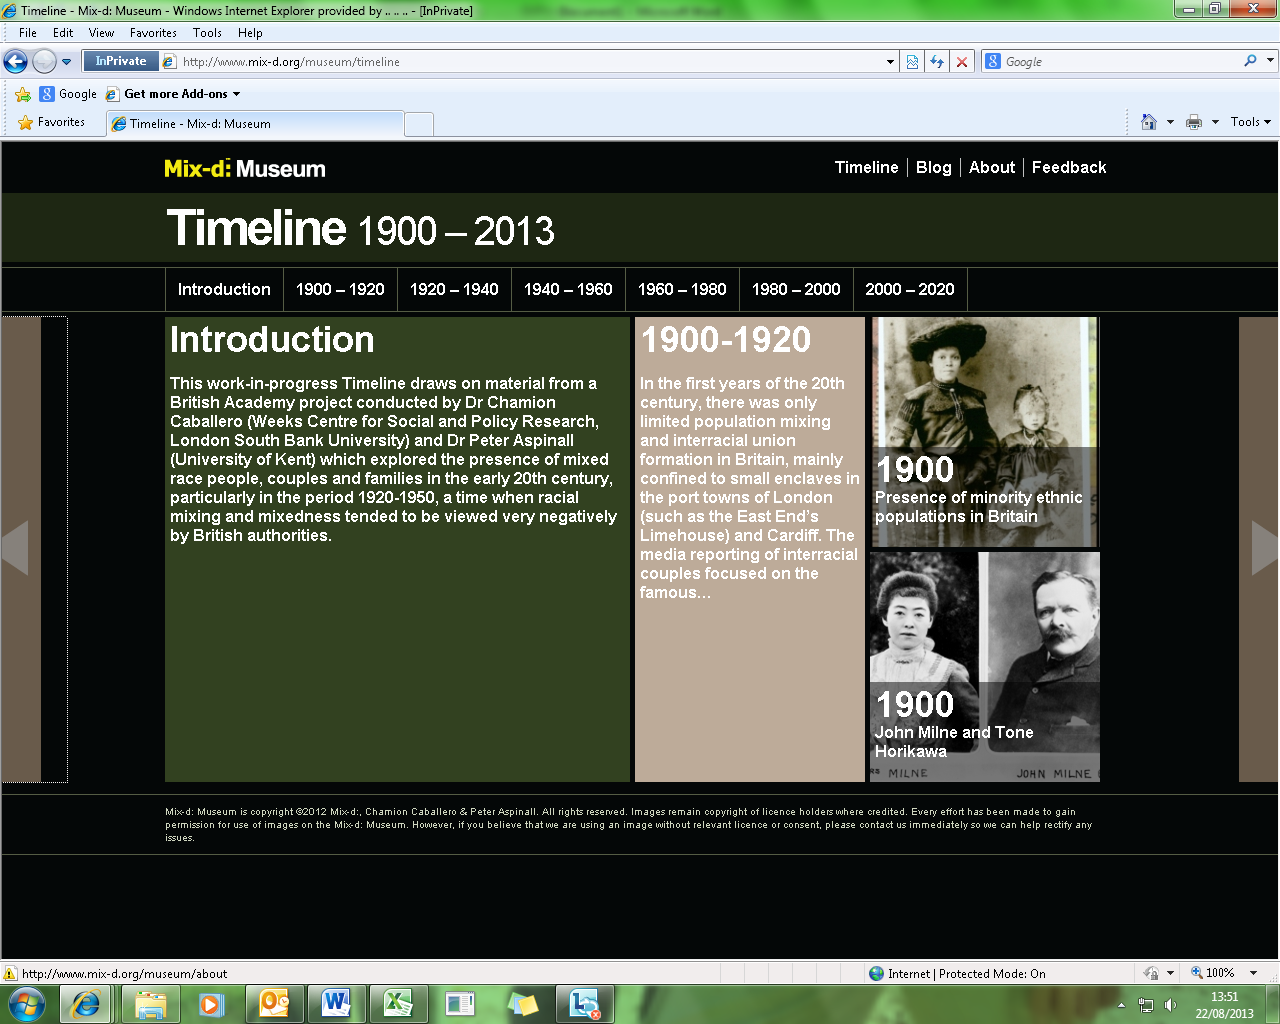 Timeline - Mix-d: Museum - Windows Internet Explorer provided by .. .. .. - [InPrivate]
File Edit View Favorites Tools Help
InPrivate http://www.mix-d.org/museum/timeline Google
Google Get more Add-ons
Favorites Timeline - Mix-d: Museum Tools
Mix-d: Museum
Timeline Blog About Feedback
Timeline 1900 – 2013
Introduction 1900 – 1920 1920 – 1940 1940 – 1960 1960 – 1980 1980 – 2000 2000 – 2020
Introduction
This work-in-progress Timeline draws on material from a
British Academy project conducted by Dr Chamion
Caballero (Weeks Centre for Social and Policy Research,
London South Bank University) and Dr Peter Aspinall
(University of Kent) which explored the presence of mixed
race people, couples and families in the early 20th century,
particularly in the period 1920-1950, a time when racial
mixing and mixedness tended to be viewed very negatively
by British authorities.
1900-1920
In the first years of the 20th
century, there was only
limited population mixing
and interracial union
formation in Britain, mainly
confined to small enclaves in
the port towns of London
(such as the East End's
Limehouse) and Cardiff. The
media reporting of interracial
couples focused on the
famous...
1900
Presence of minority ethnic
populations in Britain
1900
John Milne and Tone
Horikawa
MILNE JOHN MILNE
Mix-d: Museum is copyright ©2012 Mix-d:, Chamion Caballero & Peter Aspinall. All rights reserved. Images remain copyright of licence holders where credited. Every effort has been made to gain
permission for use of images on the Mix-d: Museum. However, if you believe that we are using an image without relevant licence or consent, please contact us immediately so we can help rectify any
issues.
http://www.mix-d.org/museum/about Internet | Protected Mode: On 100%
13:51
22/08/2013